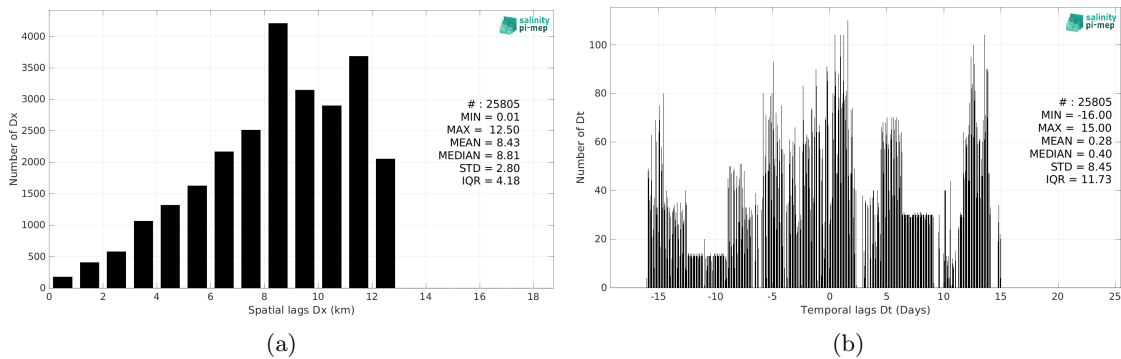 salinity
pi-mep
4000
3500
3000
2500
2000
1500
1000
500
0
Number of Dx
# : 25805
MIN = 0.01
MAX = 12.50
MEAN = 8.43
MEDIAN = 8.81
STD = 2.80
IQR = 4.18
0 2 4 6 8 10 12 14 16 18
Spatial lags Dx (km)
(a)
salinity
pi-mep
100
80
60
40
20
0
Number of Dt
# : 25805
MIN = -16.00
MAX = 15.00
MEAN = 0.28
MEDIAN = 0.40
STD = 8.45
IQR = 11.73
-15 -10 -5 0 5 10 15 20 25
Temporal lags Dt (Days)
(b)